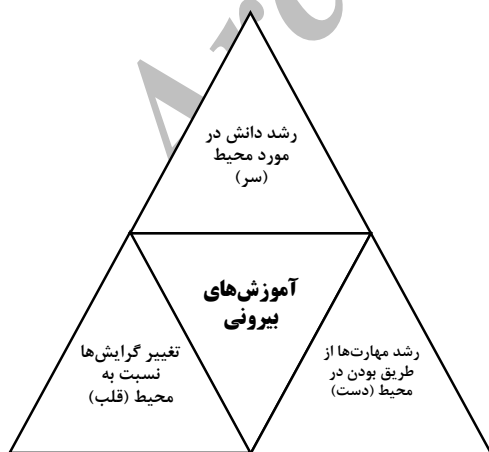 رشد دانش در
مورد محیط
(سر)
آموزش‌های
بیرونی
رشد مهارت‌ها از
طریق بودن در
محیط (دست)
تغییر گرایش‌ها
نسبت به
محیط (قلب)